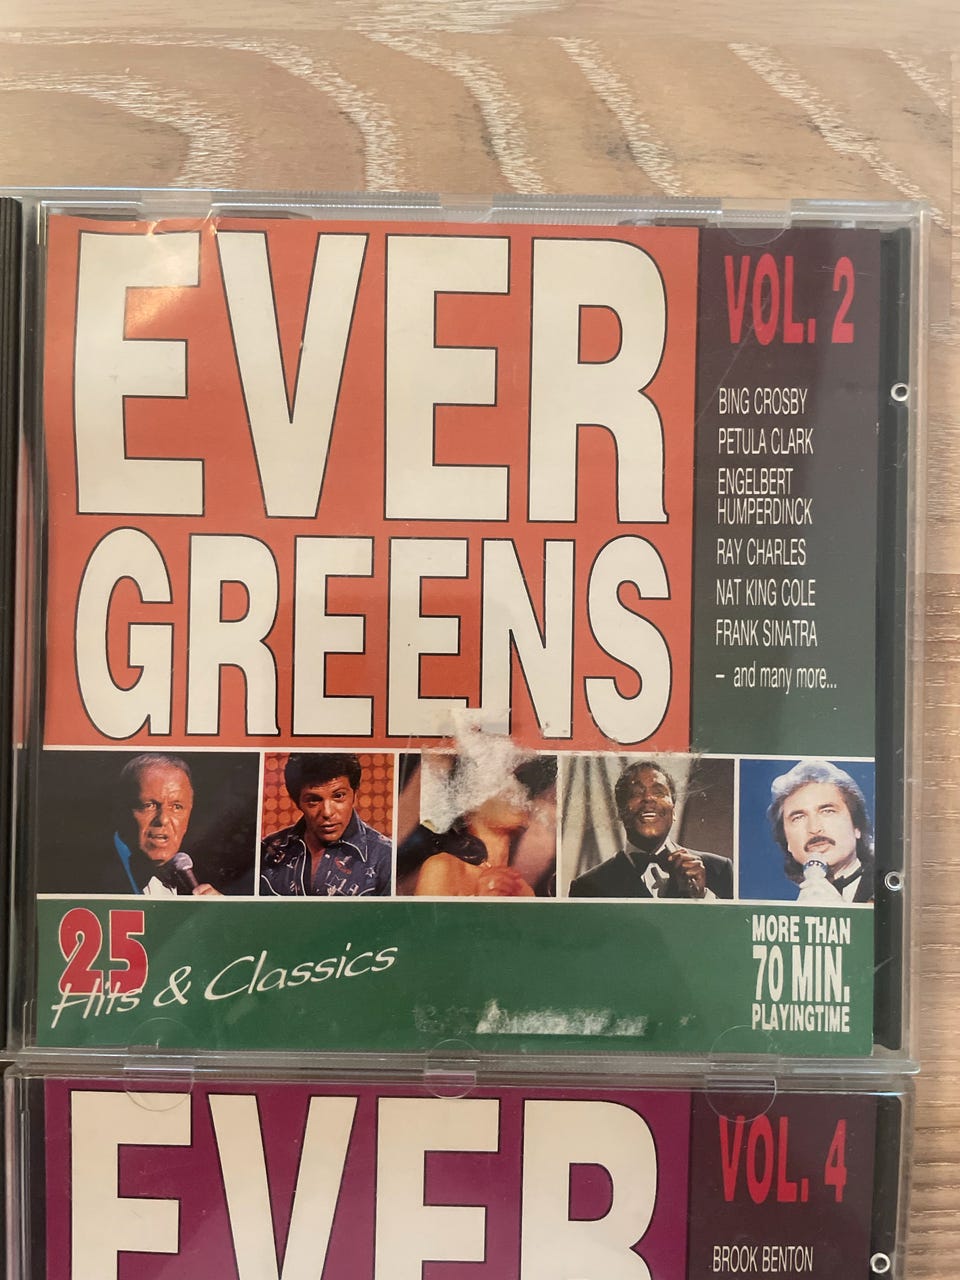 EVER
GREENS
VOL. 2
BING CROSBY
PETULA CLARK
ENGELBERT
HUMPERDINCK
RAY CHARLES
NAT KING COLE
FRANK SINATRA
– and many more...
25
Hits & Classics
MORE THAN
70 MIN.
PLAYINGTIME
EVER
VOL. 4
BROOK BENTON